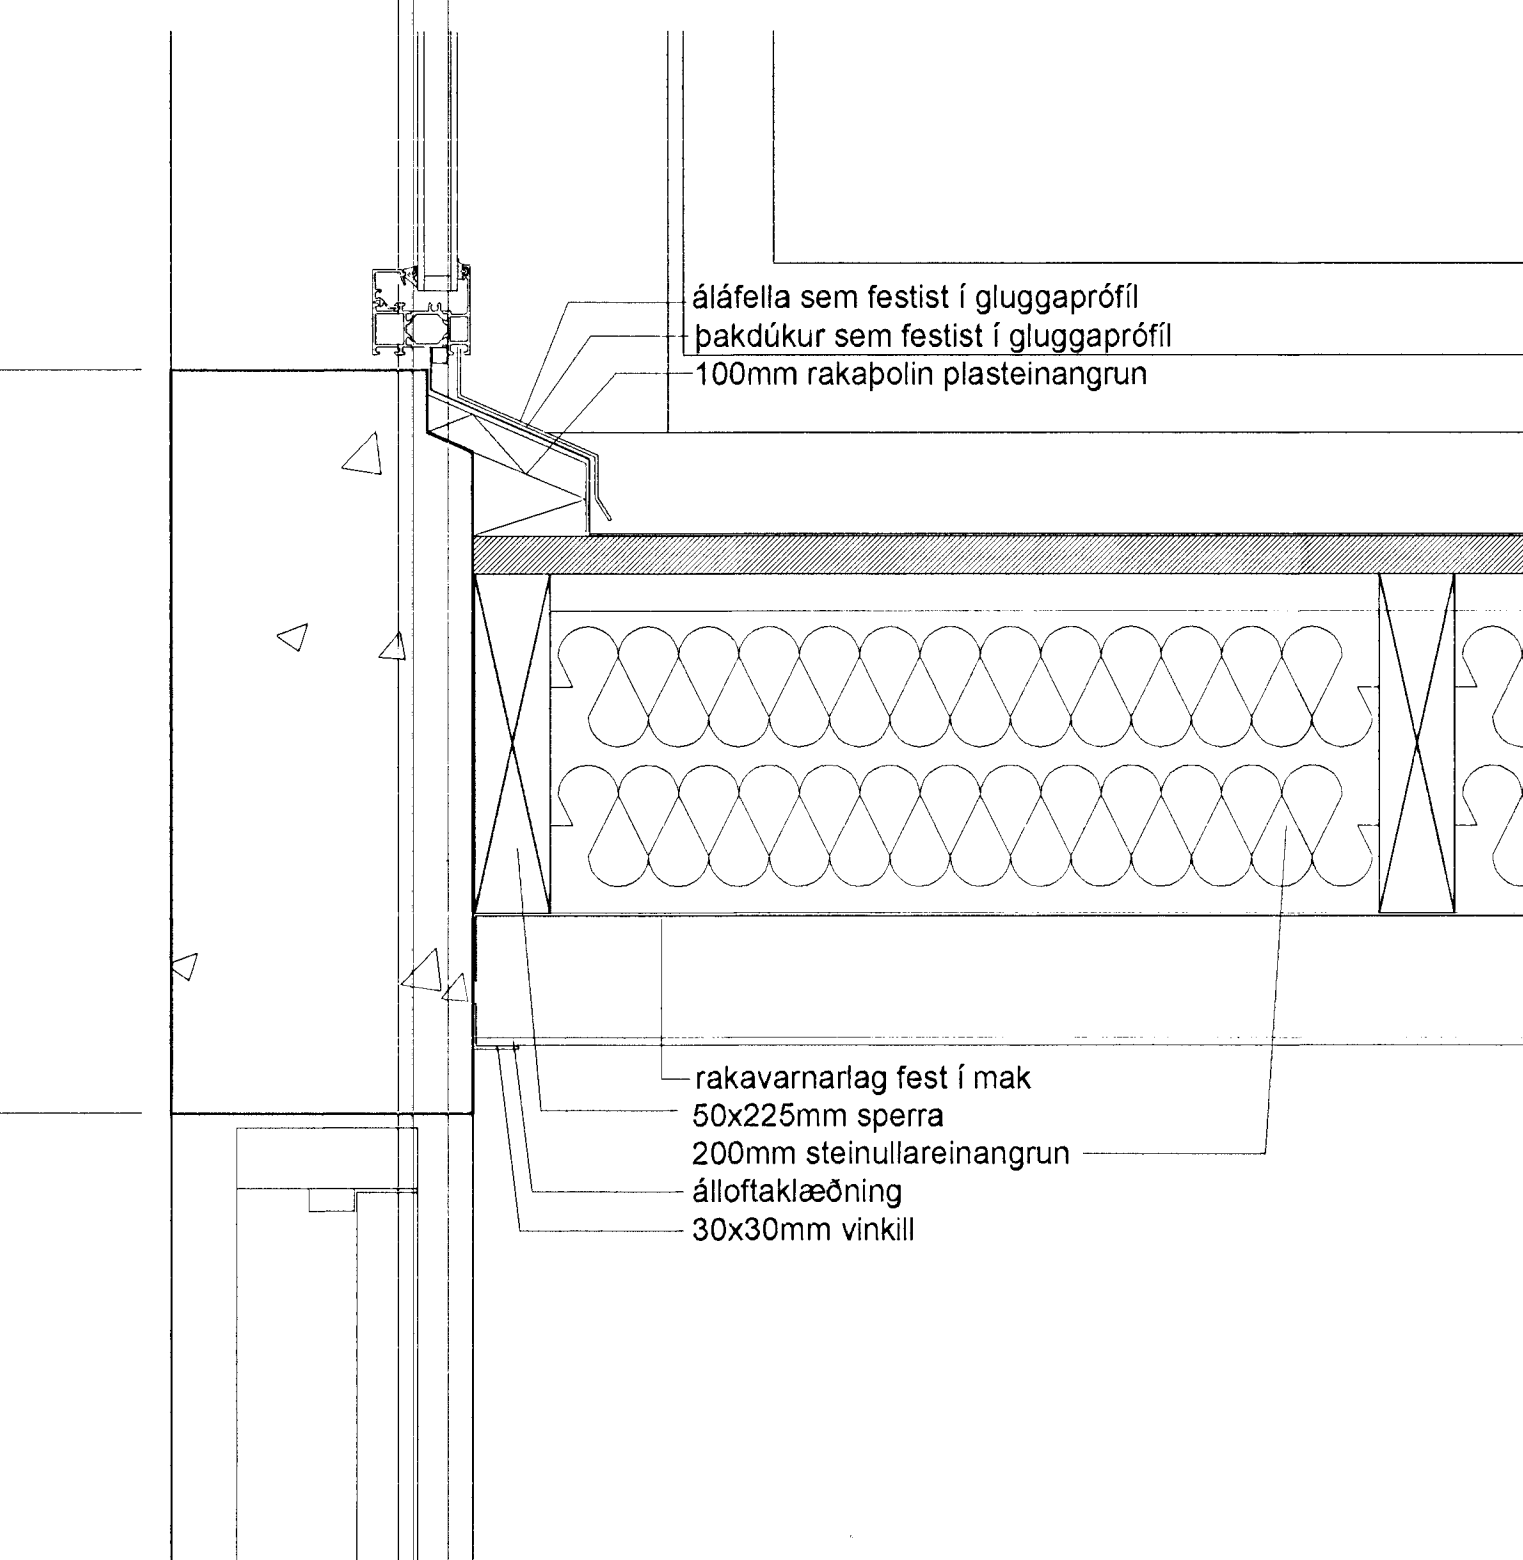 áláfella sem festist í gluggaprófíl
þakdúkur sem festist í gluggaprófíl
100mm rakaþolin plasteinangrun
rakavarnarlag fest í mak
50x225mm sperra
200mm steinullareinangrun
álloftaklæðning
30x30mm vinkill